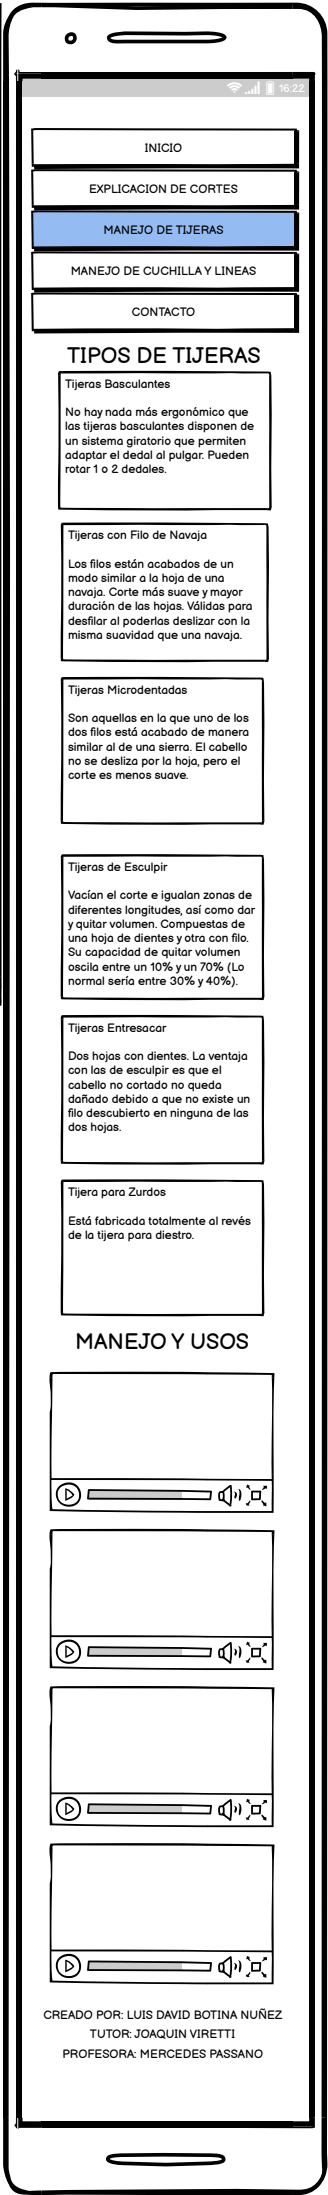 16:22
INICIO
EXPLICACION DE CORTES
MANEJO DE TIJERAS
MANEJO DE CUCHILLA Y LINEAS
CONTACTO
TIPOS DE TIJERAS
Tijeras Basculantes
No hay nada más ergonómico que
las tijeras basculantes disponen de
un sistema giratorio que permiten
adaptar el dedal al pulgar. Pueden
rotar 1 o 2 dedales.
Tijeras con Filo de Navaja
Los filos están acabados de un
modo similar a la hoja de una
navaja. Corte más suave y mayor
duración de las hojas. Válidas para
desfilar al poderlas deslizar con la
misma suavidad que una navaja.
Tijeras Microdentadas
Son aquellas en la que uno de los
dos filos está acabado de manera
similar al de una sierra. El cabello
no se desliza por la hoja, pero el
corte es menos suave.
Tijeras de Esculpir
Vacían el corte e igualan zonas de
diferentes longitudes, así como dar
y quitar volumen. Compuestas de
una hoja de dientes y otra con filo.
Su capacidad de quitar volumen
oscila entre un 10% y un 70% (Lo
normal sería entre 30% y 40%).
Tijeras Entresacar
Dos hojas con dientes. La ventaja
con las de esculpir es que el
cabello no cortado no queda
dañado debido a que no existe un
filo descubierto en ninguna de las
dos hojas.
Tijera para Zurdos
Está fabricada totalmente al revés
de la tijera para diestro.
MANEJO Y USOS
CREADO POR: LUIS DAVID BOTINA NUÑEZ
TUTOR: JOAQUIN VIRETTI
PROFESORA: MERCEDES PASSANO